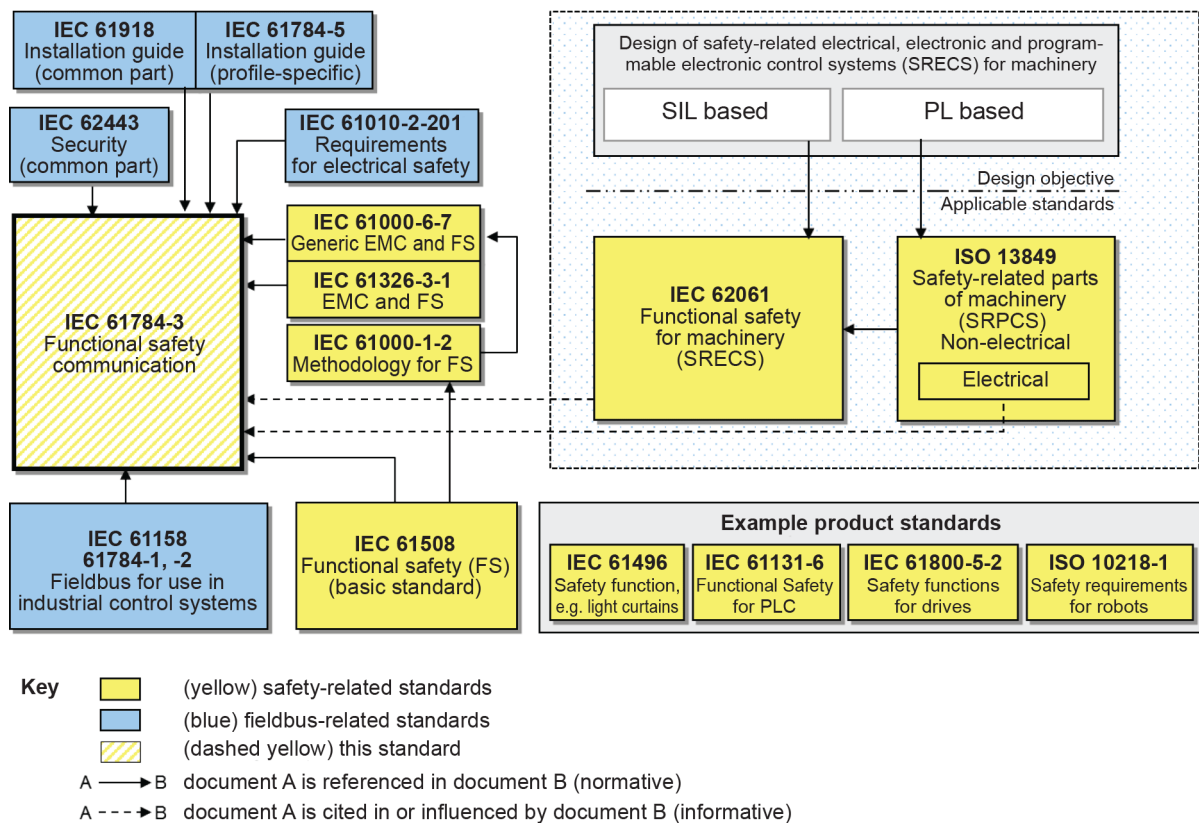 IEC 61918
Installation guide
(common part)
IEC 61784-5
Installation guide
(profile-specific)
IEC 62443
Security
(common part)
IEC 61010-2-201
Requirements
for electrical safety
IEC 61000-6-7
Generic EMC and FS
IEC 61326-3-1
EMC and FS
IEC 61000-1-2
Methodology for FS
IEC 61784-3
Functional safety
communication
Design of safety-related electrical, electronic and program-
mable electronic control systems (SRECS) for machinery
SIL based
PL based
Design objective
Applicable standards
IEC 62061
Functional safety
for machinery
(SRECS)
ISO 13849
Safety-related parts
of machinery
(SRPCS)
Non-electrical
Electrical
IEC 61158
61784-1, -2
Fieldbus for use in
industrial control systems
IEC 61508
Functional safety (FS)
(basic standard)
Example product standards
IEC 61496
Safety function,
e.g. light curtains
IEC 61131-6
Functional Safety
for PLC
IEC 61800-5-2
Safety functions
for drives
ISO 10218-1
Safety requirements
for robots
Key
(yellow) safety-related standards
(blue) fieldbus-related standards
(dashed yellow) this standard
A B document A is referenced in document B (normative)
A B document A is cited in or influenced by document B (informative)